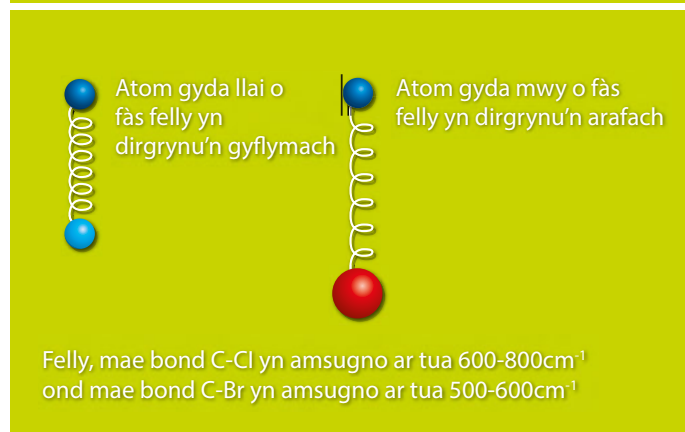 Atom gyda llai o
fàs felly yn
dirgrynu'n gyflymach
Atom gyda mwy o fàs
felly yn dirgrynu'n arafach
Felly, mae bond C-Cl yn amsugno ar tua 600-800cm⁻¹
ond mae bond C-Br yn amsugno ar tua 500-600cm⁻¹